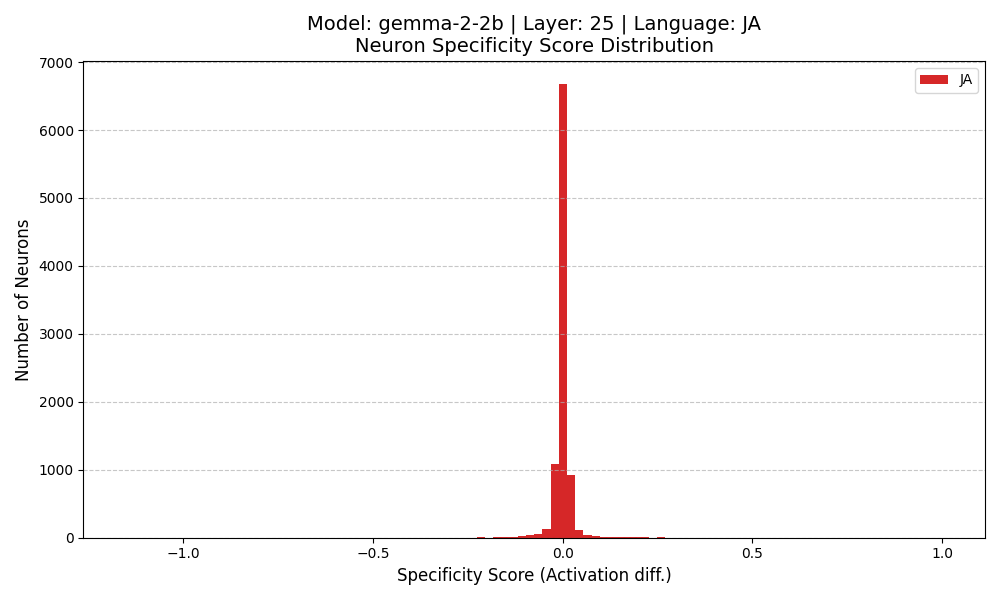 Model: gemma-2-2b | Layer: 25 | Language: JA
Neuron Specificity Score Distribution
JA
7000
6000
5000
4000
3000
2000
1000
0
Number of Neurons
−1.0
−0.5
0.0
0.5
1.0
Specificity Score (Activation diff.)